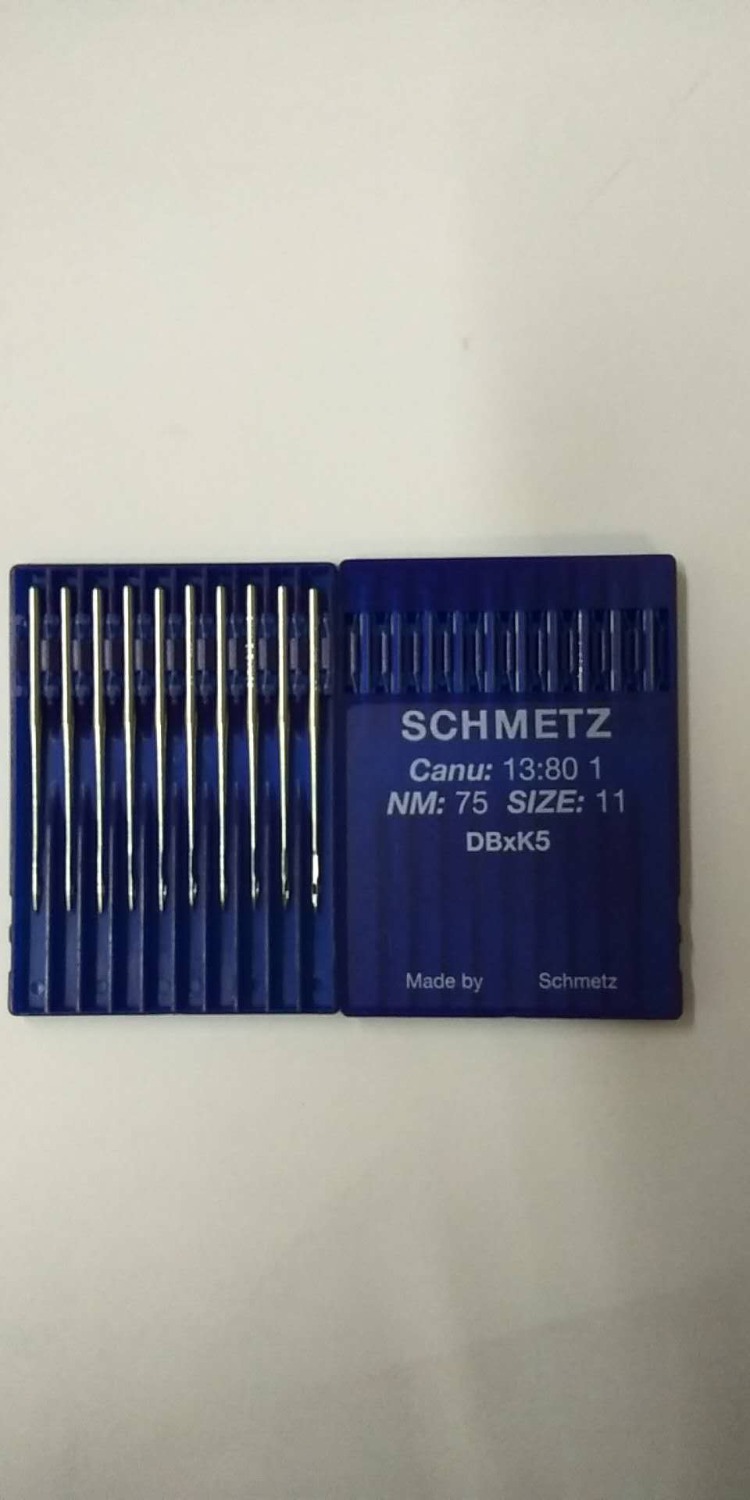 SCHMETZ
Canu: 13:80 1
NM: 75 SIZE: 11
DBxK5
Made by Schmetz